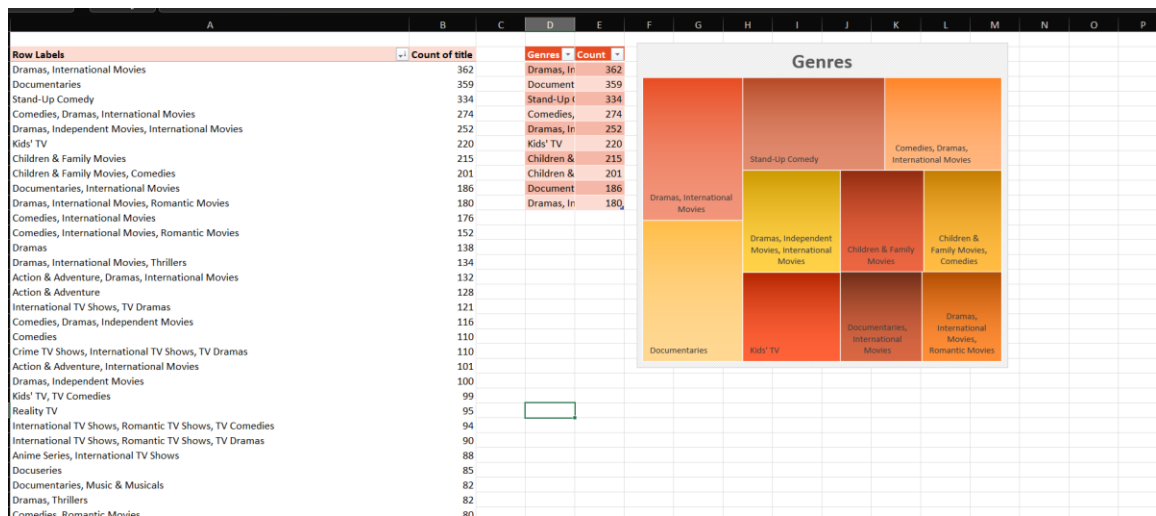 A B C D E F G H I J K L M N O P
Row Labels Count of title
Dramas, International Movies 362
Documentaries 359
Stand-Up Comedy 334
Comedies, Dramas, International Movies 274
Dramas, Independent Movies, International Movies 252
Kids' TV 220
Children & Family Movies 215
Children & Family Movies, Comedies 201
Documentaries, International Movies 186
Dramas, International Movies, Romantic Movies 180
Comedies, International Movies 176
Comedies, International Movies, Romantic Movies 152
Dramas 138
Dramas, International Movies, Thrillers 134
Action & Adventure, Dramas, International Movies 132
Action & Adventure 128
International TV Shows, TV Dramas 121
Comedies, Dramas, Independent Movies 116
Comedies 110
Crime TV Shows, International TV Shows, TV Dramas 110
Action & Adventure, International Movies 101
Dramas, Independent Movies 100
Kids' TV, TV Comedies 99
Reality TV 95
International TV Shows, Romantic TV Shows, TV Comedies 94
International TV Shows, Romantic TV Shows, TV Dramas 90
Anime Series, International TV Shows 88
Docuseries 85
Documentaries, Music & Musicals 82
Dramas, Thrillers 82
Comedies, Romantic Movies 80
Genres Count
Dramas, In 362
Document 359
Stand-Up C 334
Comedies, 274
Dramas, In 252
Kids' TV 220
Children & 215
Children & 201
Document 186
Dramas, In 180
Genres
Dramas, International
Movies
Documentaries
Stand-Up Comedy
Comedies, Dramas,
International Movies
Dramas, Independent
Movies, International
Movies
Children & Family
Movies
Children &
Family Movies,
Comedies
Kids' TV
Documentaries,
International
Movies
Dramas,
International
Movies,
Romantic Movies